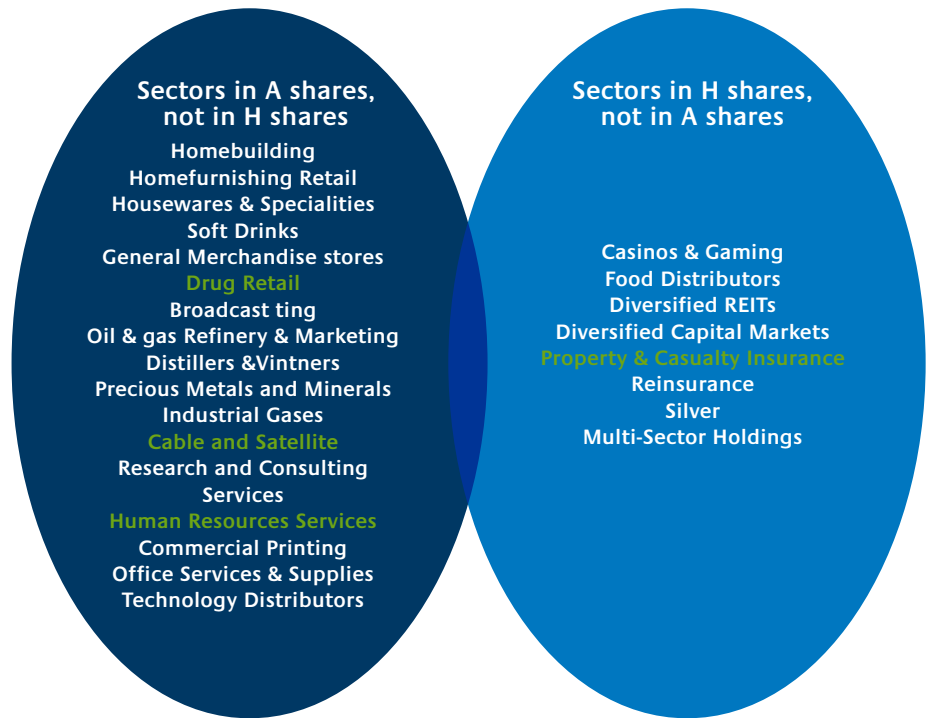 Sectors in A shares,
not in H shares
Homebuilding
Homefurnishing Retail
Housewares & Specialities
Soft Drinks
General Merchandise stores
Drug Retail
Broadcast ting
Oil & gas Refinery & Marketing
Distillers &Vintners
Precious Metals and Minerals
Industrial Gases
Cable and Satellite
Research and Consulting
Services
Human Resources Services
Commercial Printing
Office Services & Supplies
Technology Distributors
Sectors in H shares,
not in A shares
Casinos & Gaming
Food Distributors
Diversified REITs
Diversified Capital Markets
Property & Casualty Insurance
Reinsurance
Silver
Multi-Sector Holdings